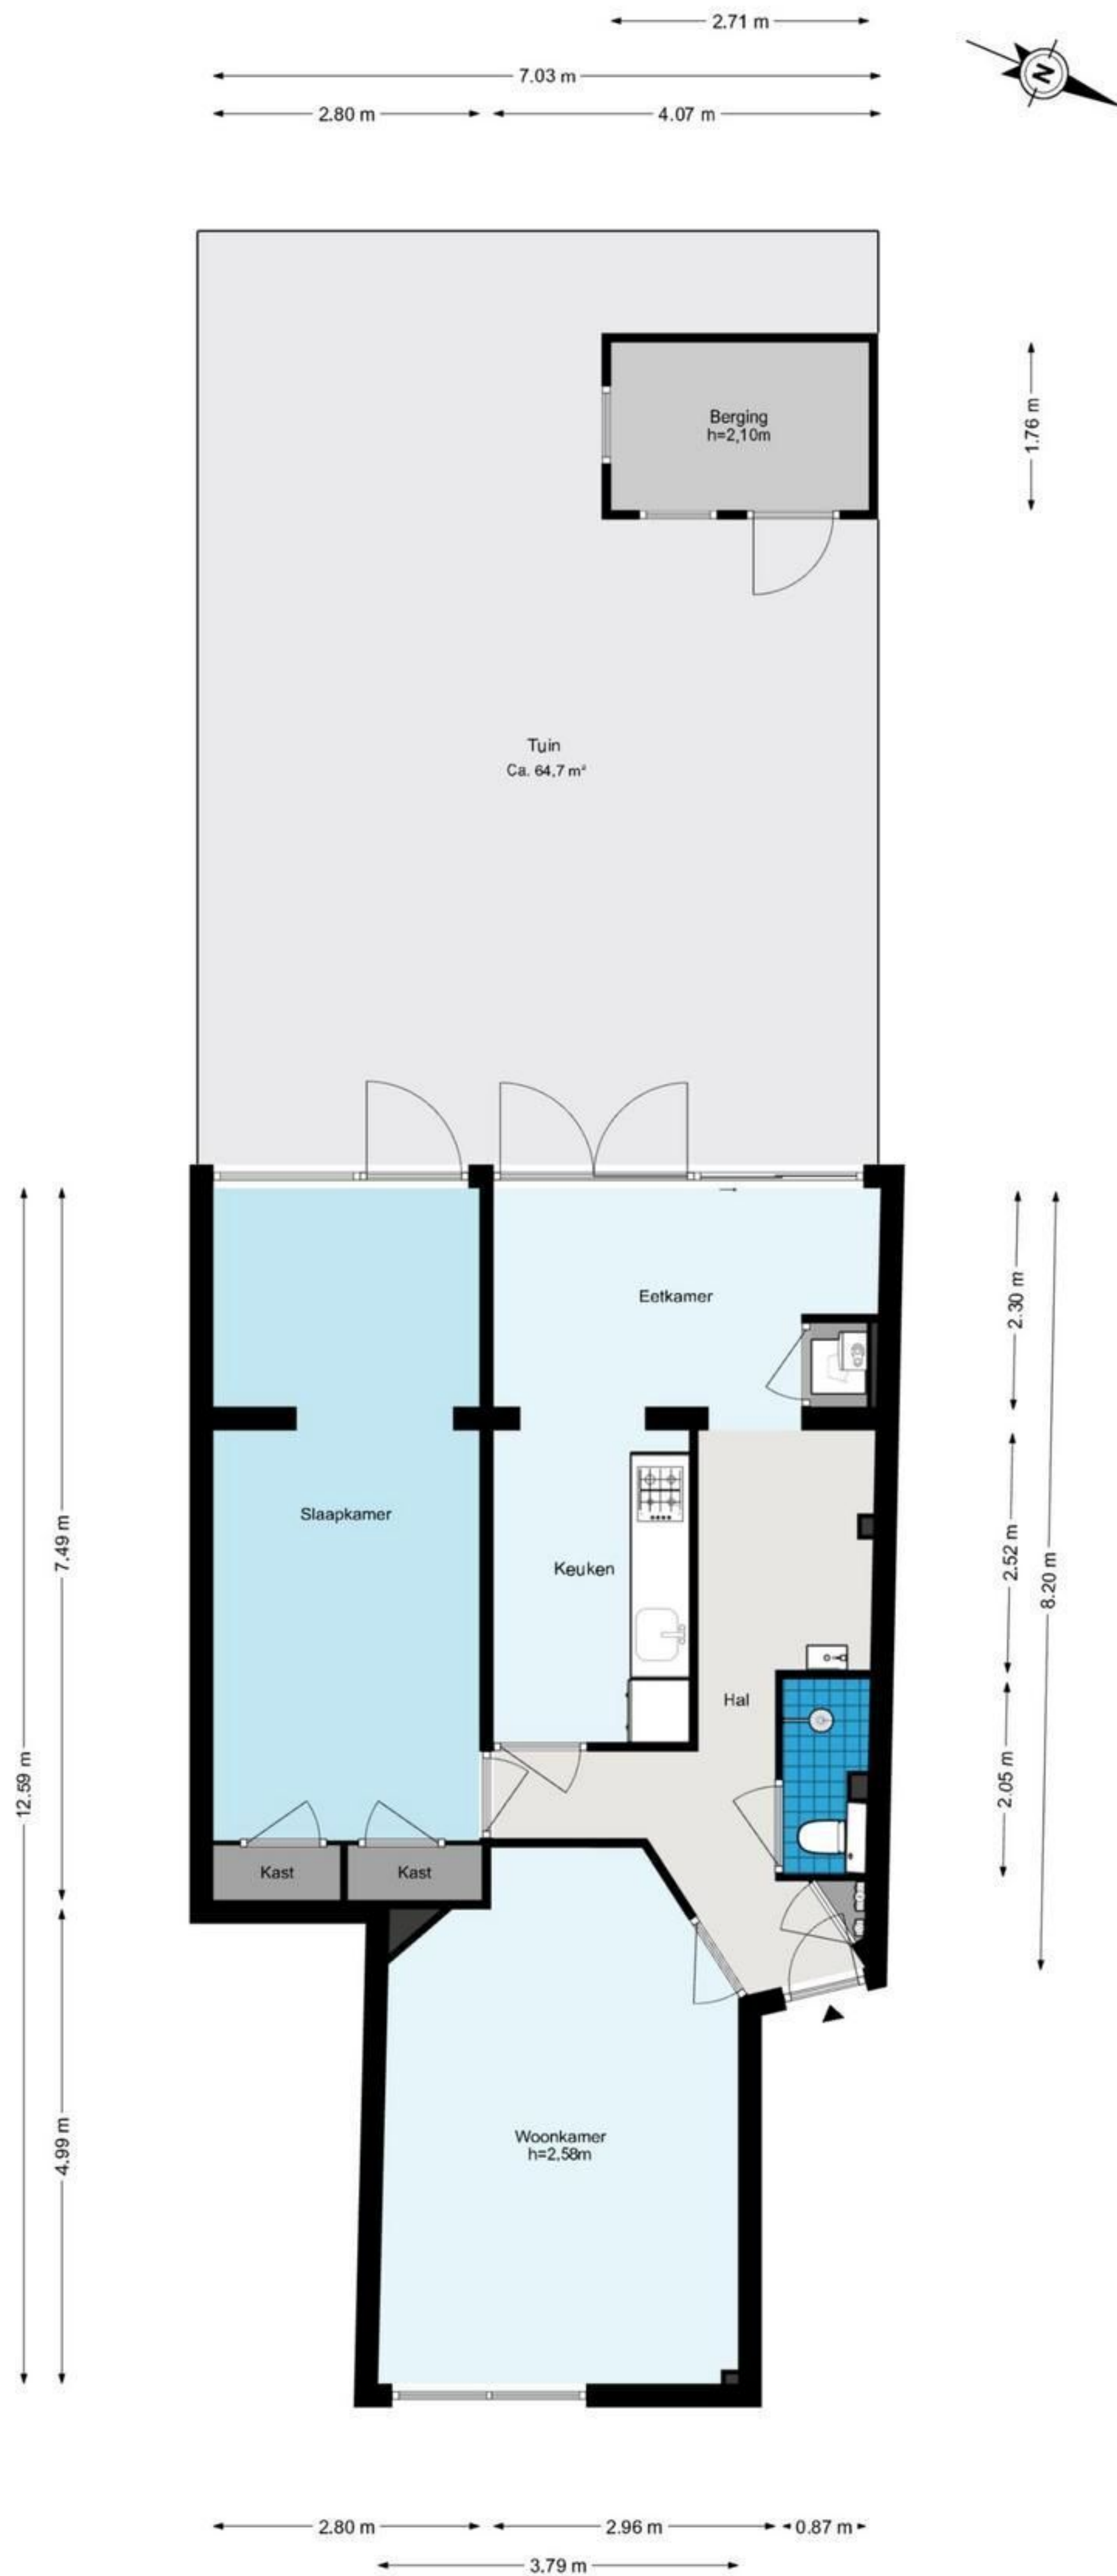 2.71 m
7.03 m
2.80 m
4.07 m
N
Berging
h=2,10m
1.76 m
Tuin
Ca. 64,7 m²
Eetkamer
2.30 m
Slaapkamer
7.49 m
2.52 m
Keuken
8.20 m
Hal
2.05 m
12.59 m
Kast
Kast
4.99 m
Woonkamer
h=2,58m
2.80 m
2.96 m
0.87 m
3.79 m